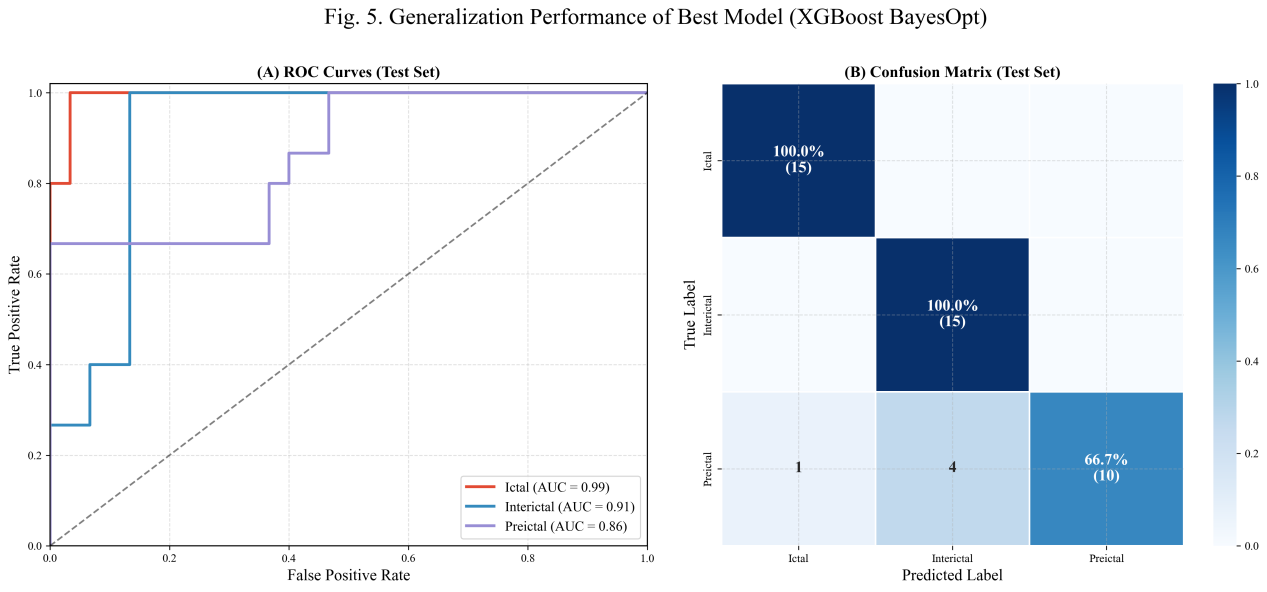 Fig. 5. Generalization Performance of Best Model (XGBoost BayesOpt)
(A) ROC Curves (Test Set)
True Positive Rate
1.0
0.8
0.6
0.4
0.2
0.0
0.0 0.2 0.4 0.6 0.8 1.0
False Positive Rate
Ictal (AUC = 0.99)
Interictal (AUC = 0.91)
Preictal (AUC = 0.86)
(B) Confusion Matrix (Test Set)
True Label
Ictal
Interictal
Preictal
100.0%
(15)
100.0%
(15)
1
4
66.7%
(10)
Ictal Interictal Preictal
Predicted Label
1.0
0.8
0.6
0.4
0.2
0.0